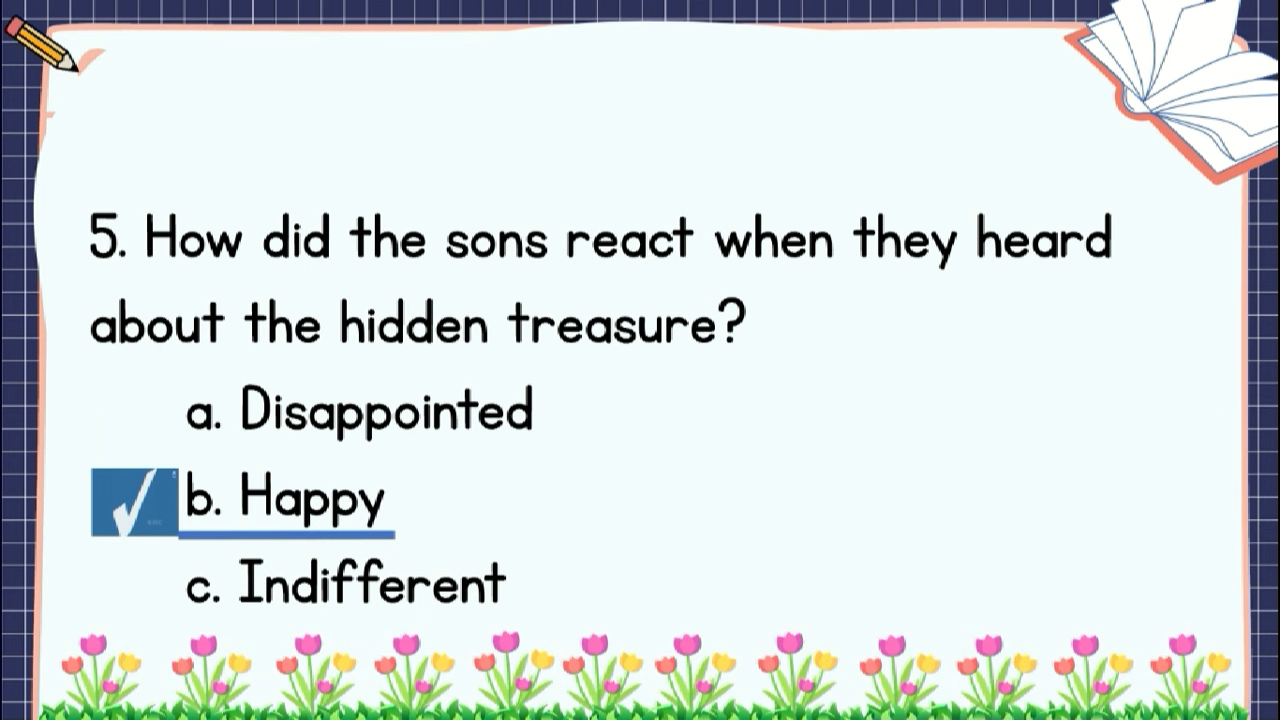 5. How did the sons react when they heard
about the hidden treasure?
a. Disappointed
b. Happy
c. Indifferent